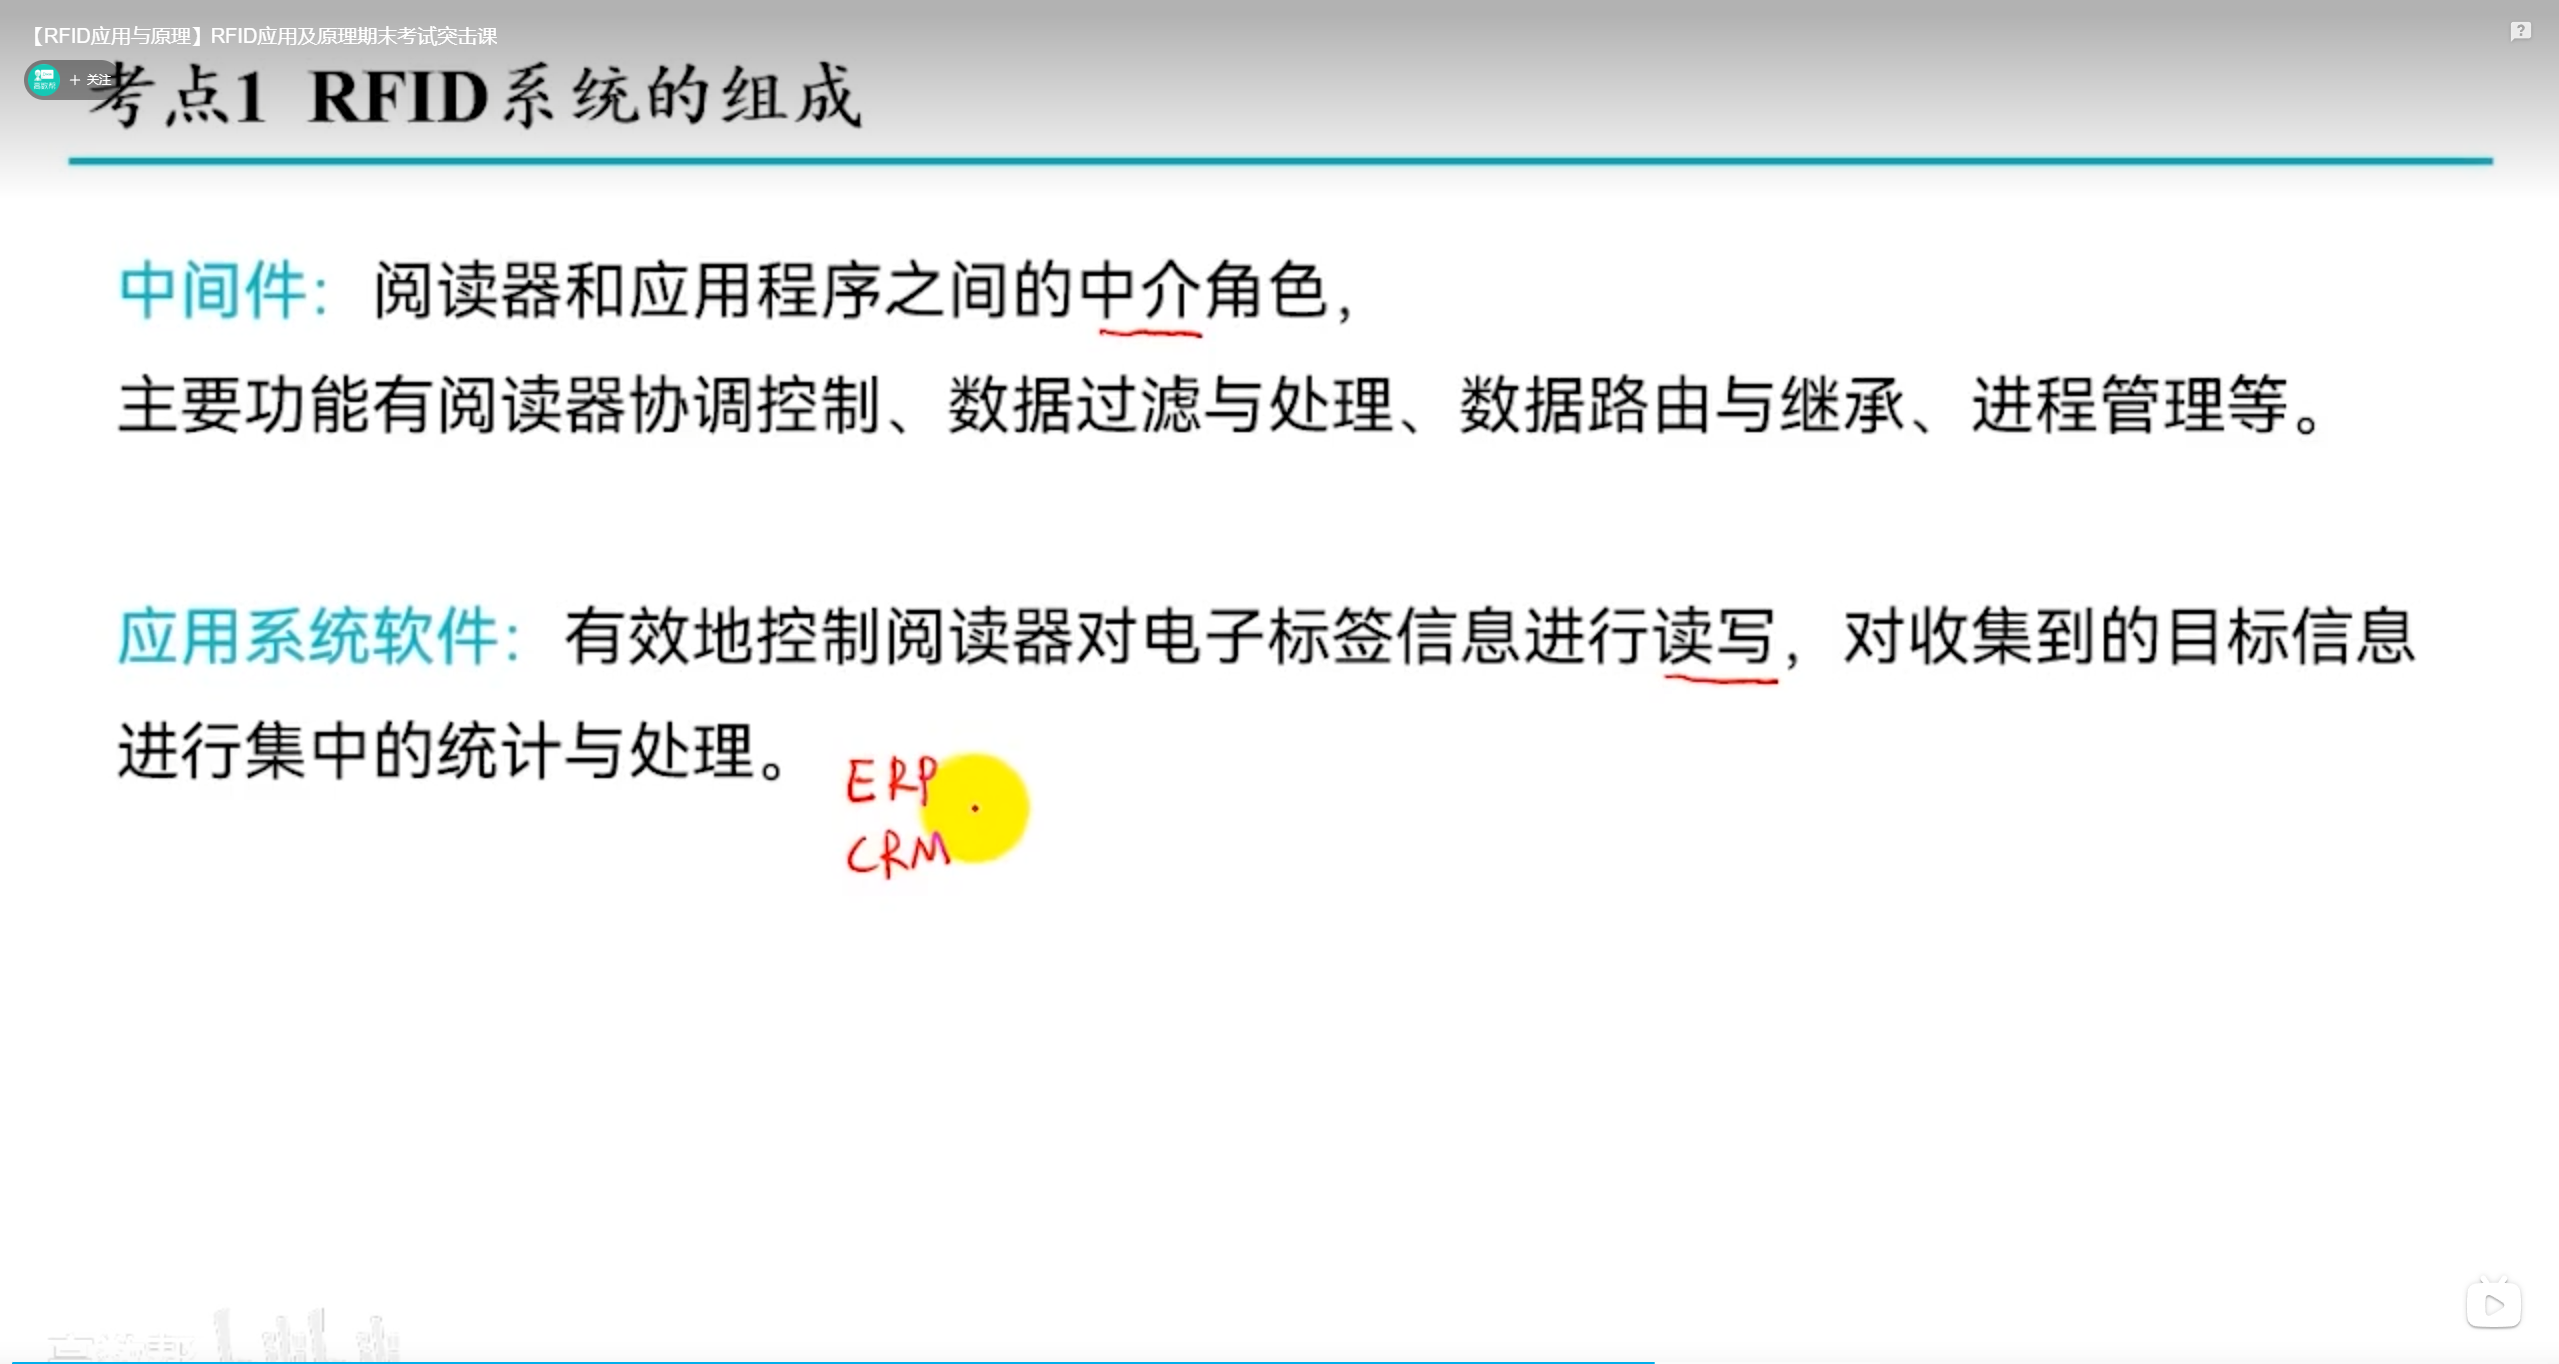 【RFID应用与原理】RFID应用及原理期末考试突击课
+ 关注
考点1 RFID系统的组成
中间件：阅读器和应用程序之间的中介角色，
主要功能有阅读器协调控制、数据过滤与处理、数据路由与继承、进程管理等。
应用系统软件：有效地控制阅读器对电子标签信息进行读写，对收集到的目标信息
进行集中的统计与处理。
ERP
CRM